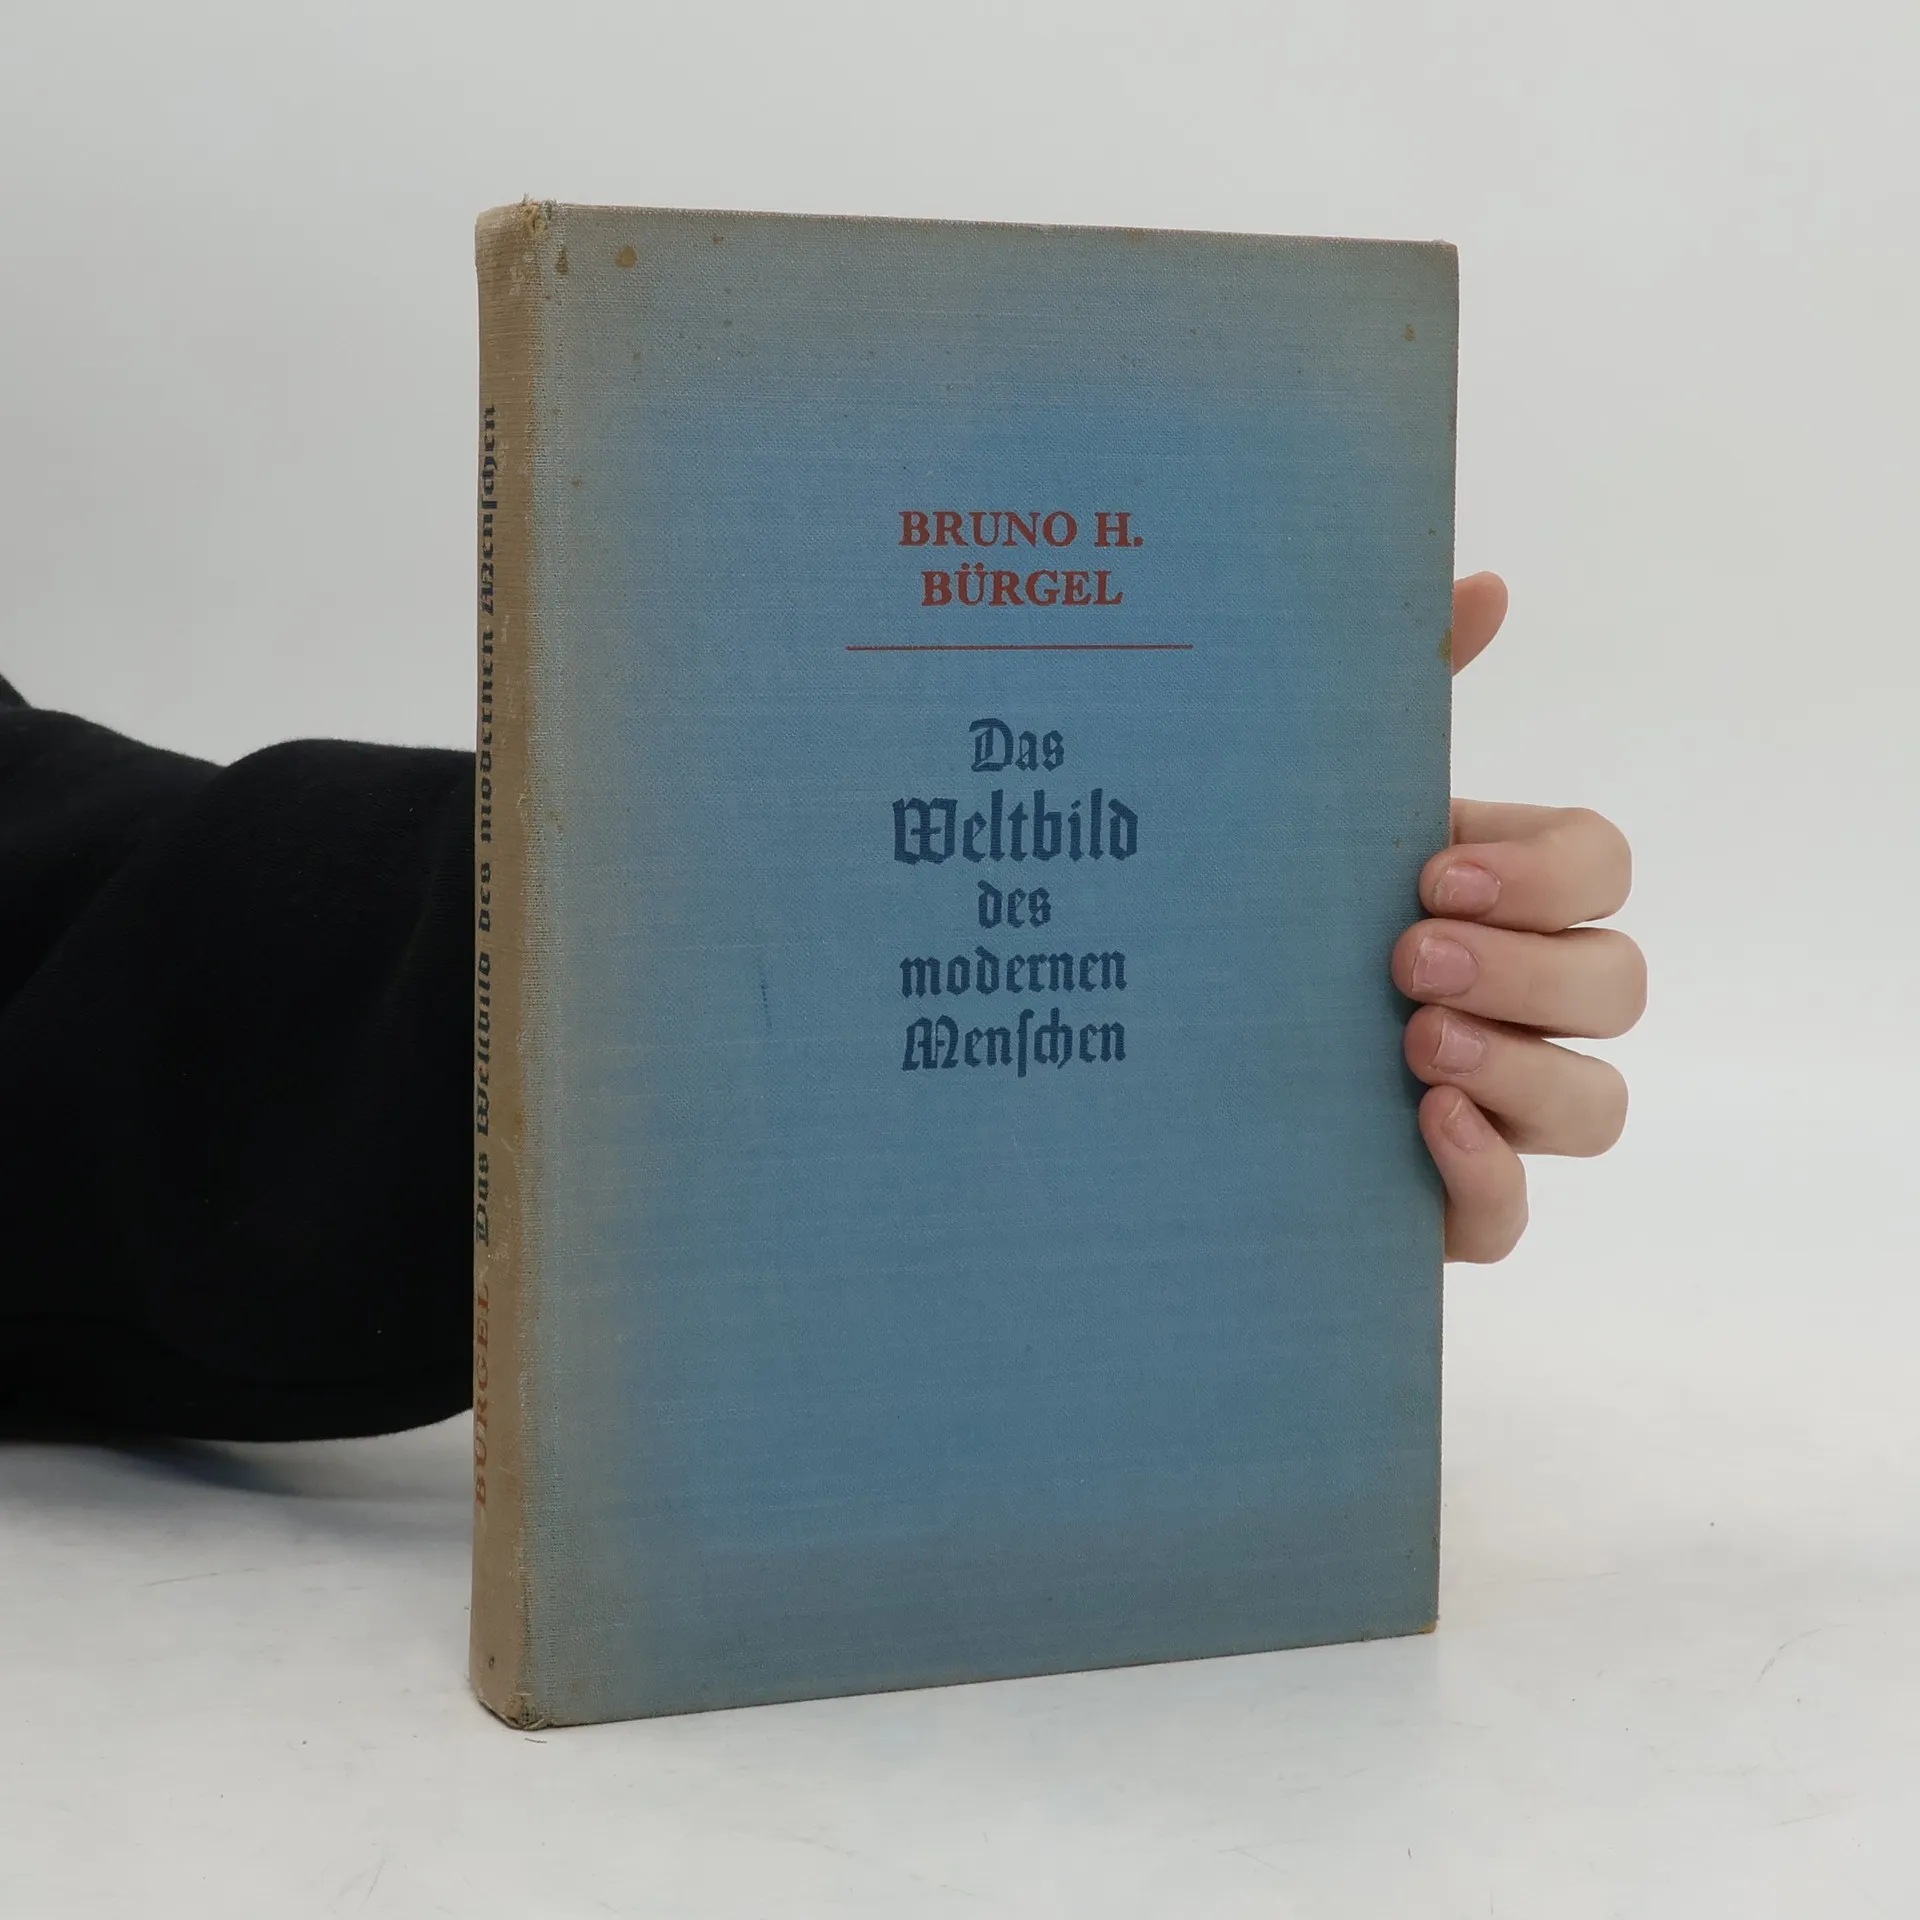 BRUNO H.
BÜRGEL
Das
Weltbild
des
modernen
Menſchen
BÜRGEL Das Weltbild des modernen Menſchen